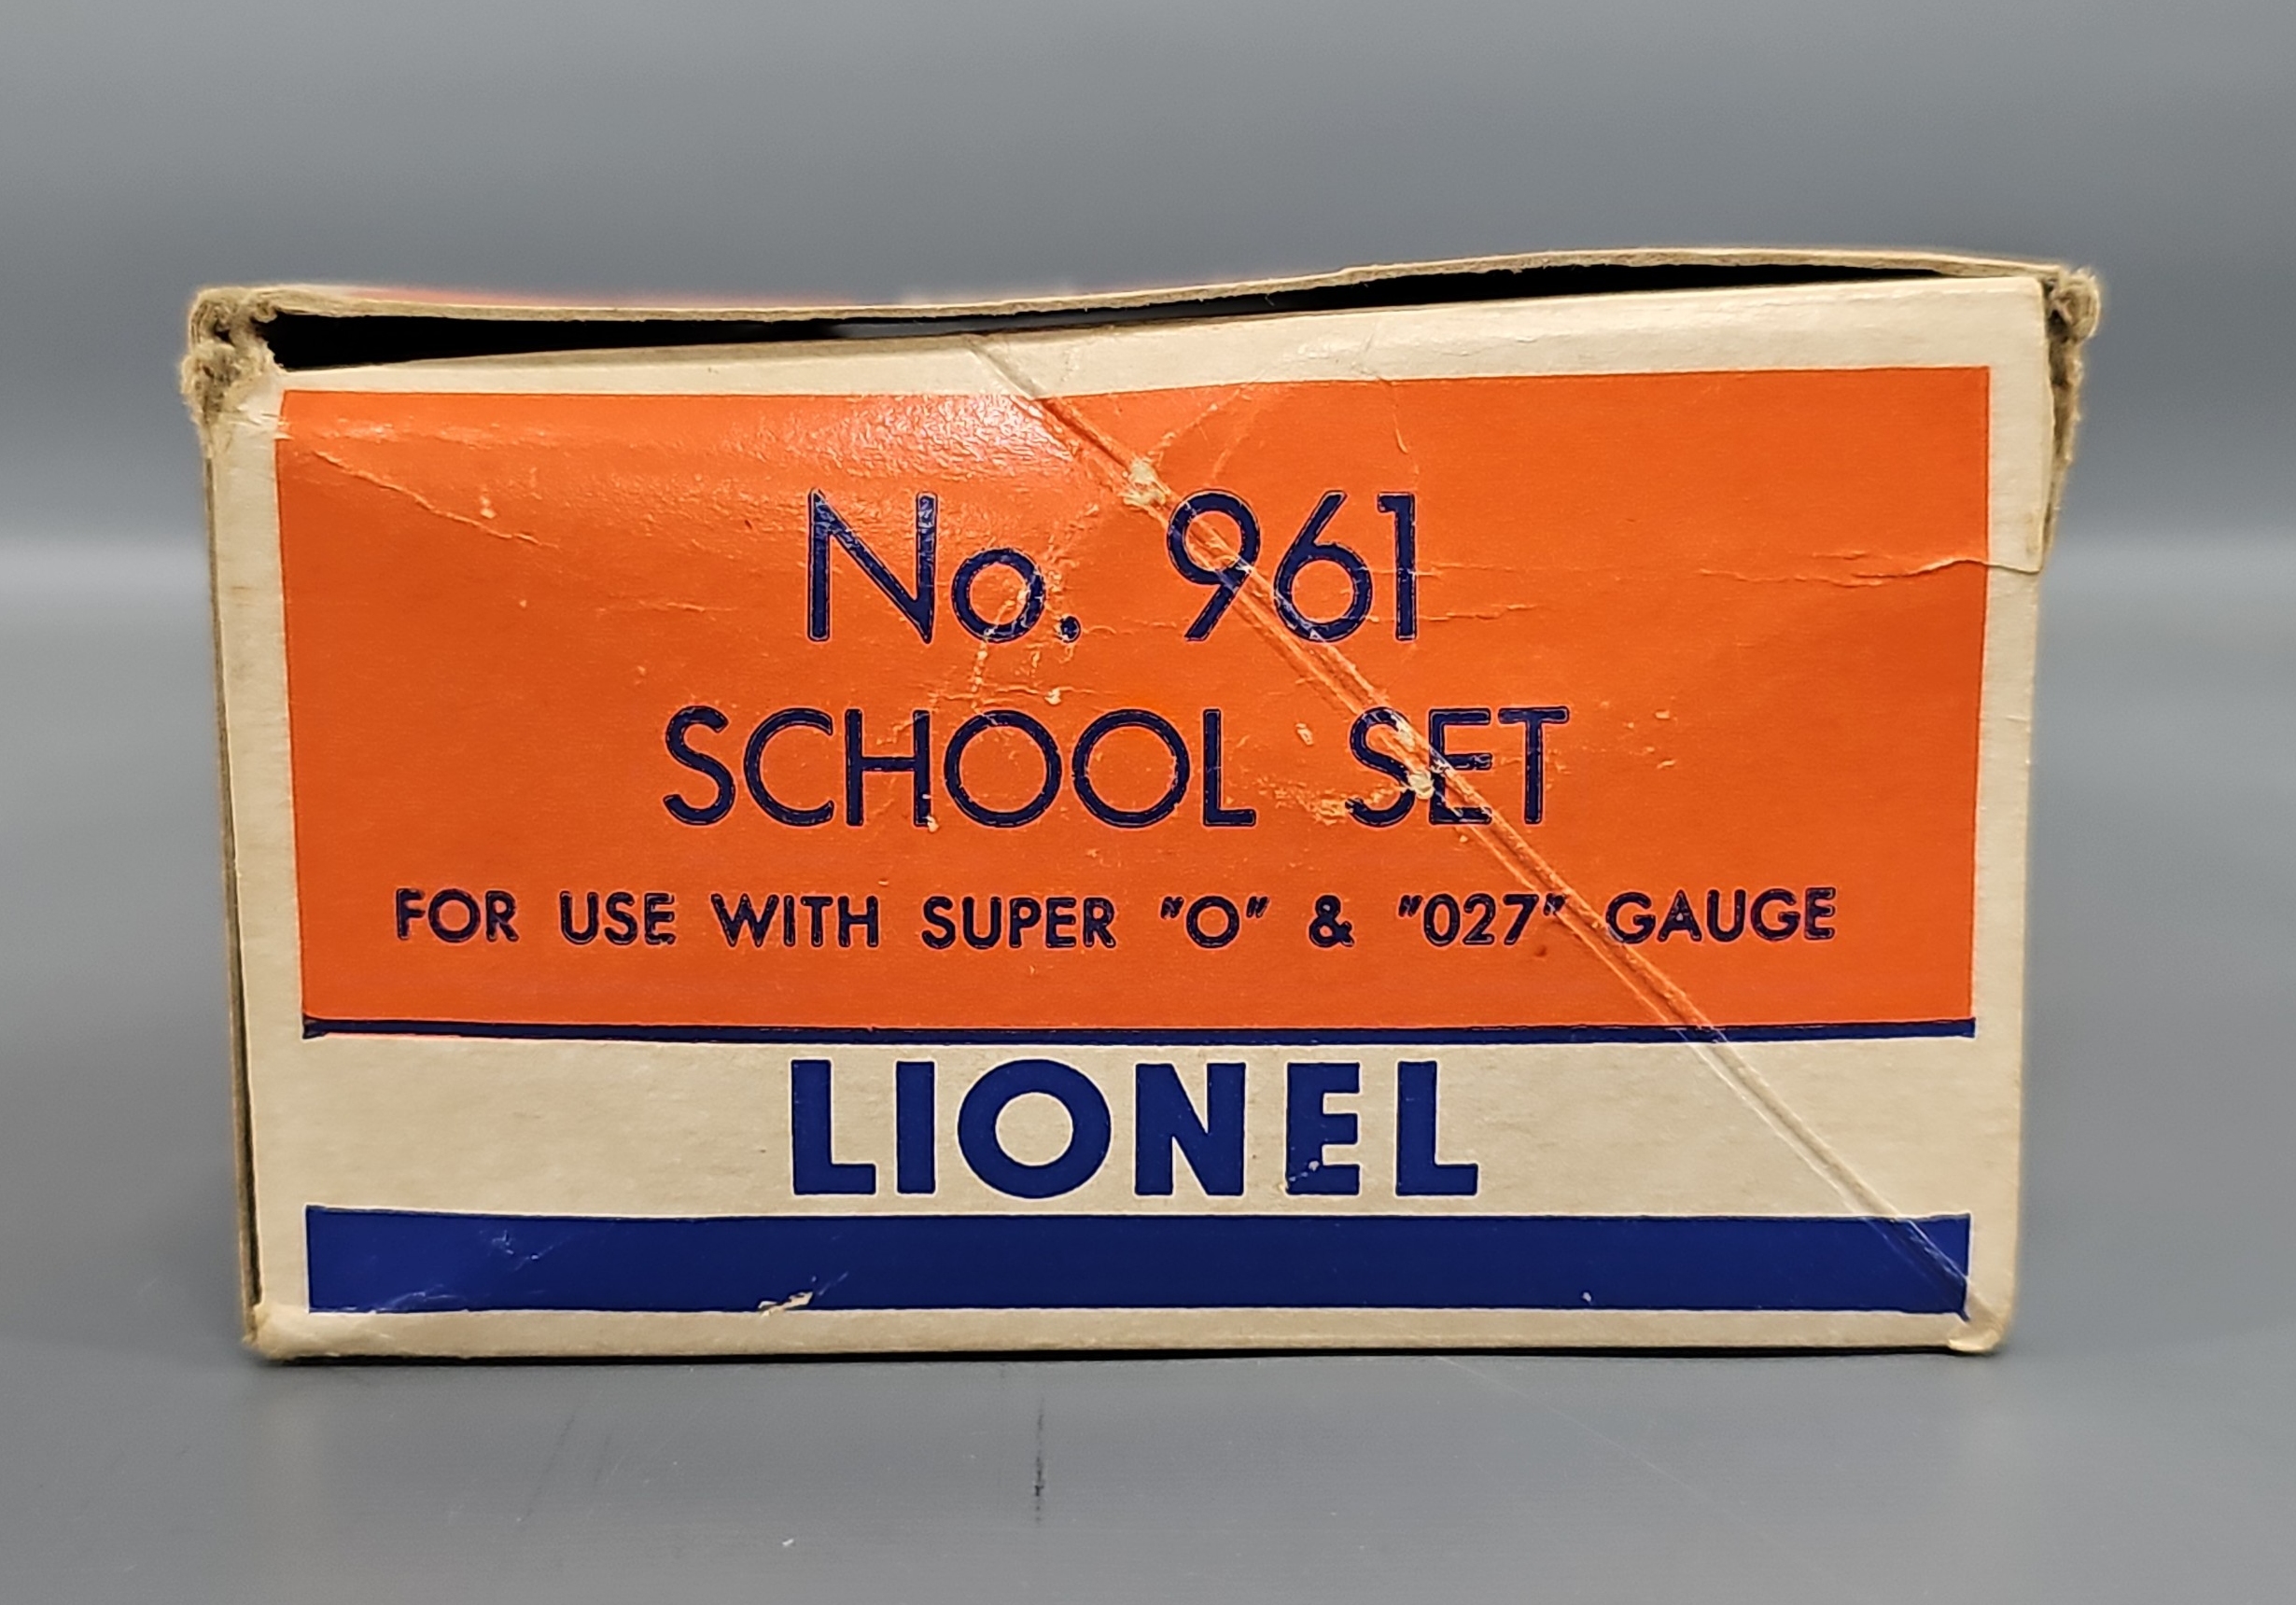 No. 961
SCHOOL SET
FOR USE WITH SUPER "O" & "027" GAUGE
LIONEL